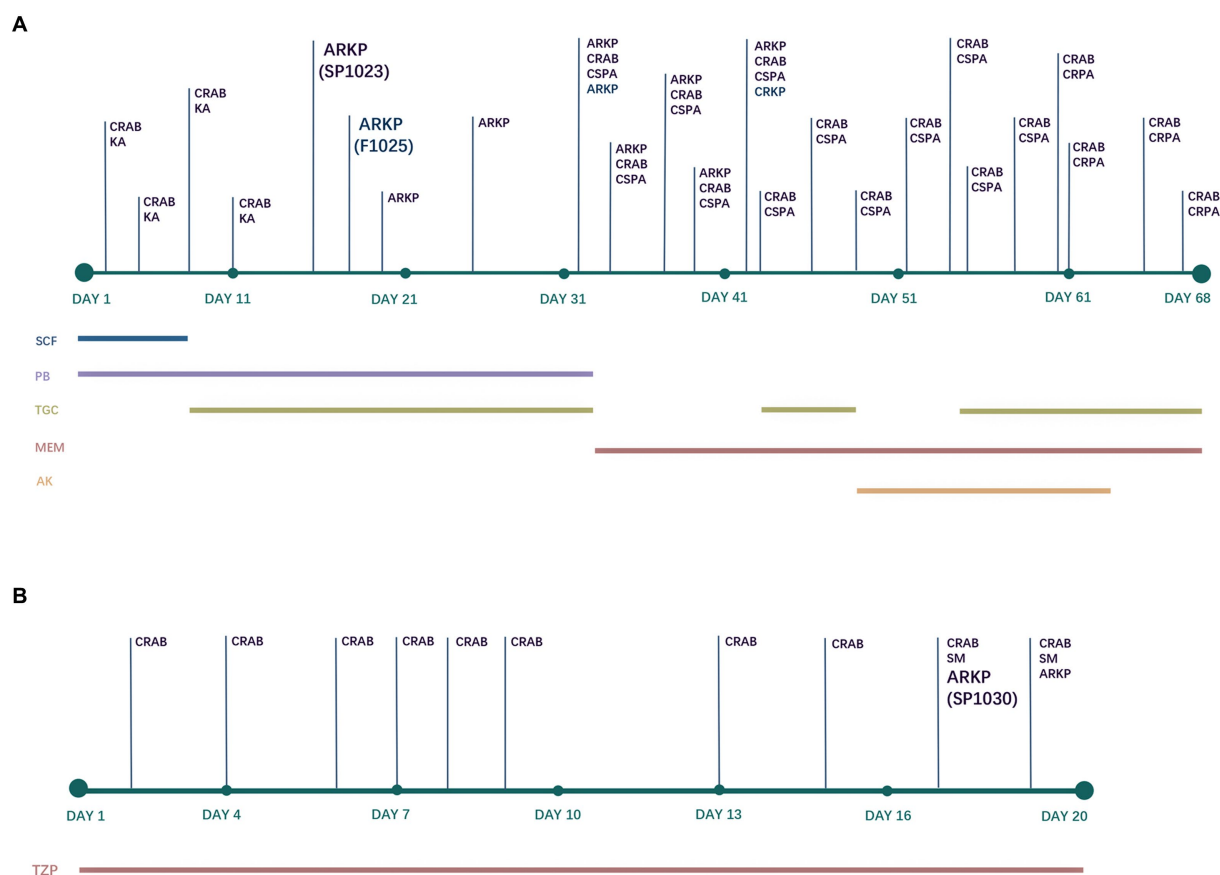 A
CRAB
KA
CRAB
KA
CRAB
KA
CRAB
KA
ARKP
(SP1023)
ARKP
(F1025)
ARKP
ARKP
ARKP
CRAB
CSPA
ARKP
ARKP
CRAB
CSPA
ARKP
CRAB
CSPA
ARKP
CRAB
CSPA
ARKP
CRAB
CSPA
CRKP
CRAB
CSPA
CRAB
CSPA
CRAB
CSPA
CRAB
CSPA
CRAB
CSPA
CRAB
CSPA
CRAB
CSPA
CRAB
CRPA
CRAB
CRPA
CRAB
CRPA
CRAB
CRPA
DAY 1
DAY 11
DAY 21
DAY 31
DAY 41
DAY 51
DAY 61
DAY 68
SCF
PB
TGC
MEM
AK
B
CRAB
CRAB
CRAB
CRAB
CRAB
CRAB
CRAB
CRAB
CRAB
SM
ARKP
(SP1030)
CRAB
SM
ARKP
DAY 1
DAY 4
DAY 7
DAY 10
DAY 13
DAY 16
DAY 20
TZP